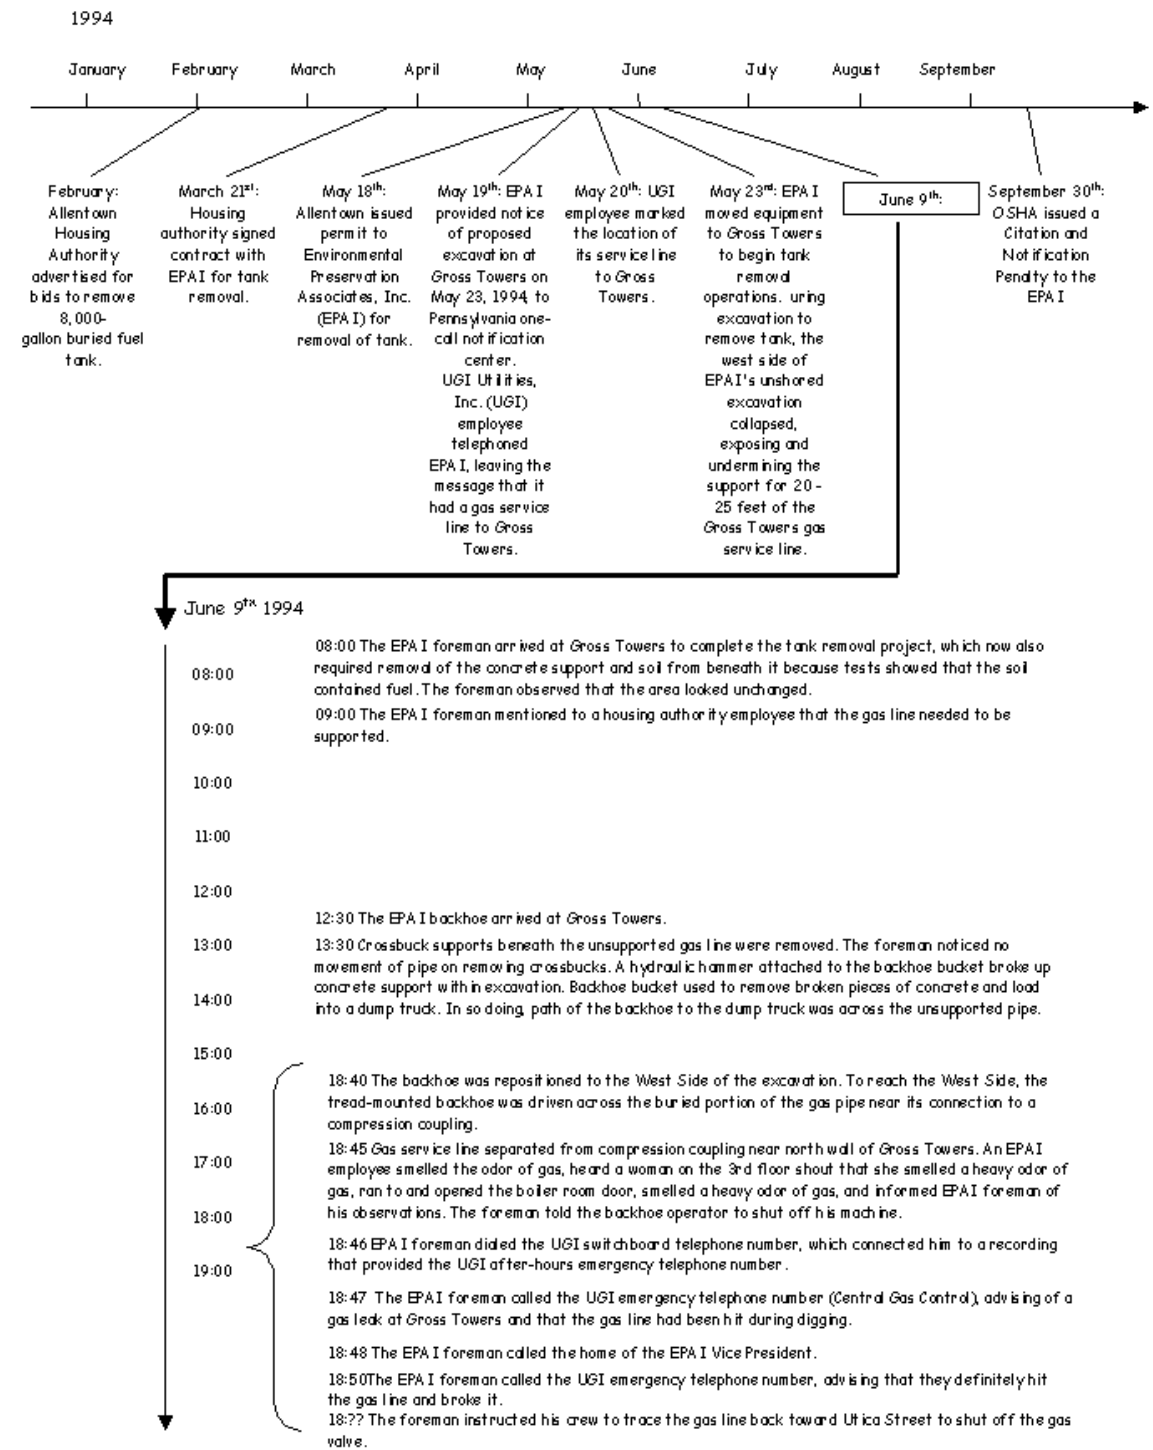 1994
January February March April May June July August September
February:
Allentown
Housing
Authority
advertised for
bids to remove
8,000-
gallon buried fuel
tank.
March 21st:
Housing
authority signed
contract with
EPAI for tank
removal.
May 18th:
Allentown issued
permit to
Environmental
Preservation
Associates, Inc.
(EPAI) for
removal of tank.
May 19th: EPAI
provided notice
of proposed
excavation at
Gross Towers on
May 23, 1994, to
Pennsylvania one-
call notification
center.
UGI Utilities,
Inc. (UGI)
employee
telephoned
EPAI, leaving the
message that it
had a gas service
line to Gross
Towers.
May 20th: UGI
employee marked
the location of
its service line
to Gross
Towers.
May 23rd: EPAI
moved equipment
to Gross Towers
to begin tank
removal
operations. uring
excavation to
remove tank, the
west side of
EPAI's unshored
excavation
collapsed,
exposing and
undermining the
support for 20-
25 feet of the
Gross Towers gas
service line.
June 9th:
September 30th:
OSHA issued a
Citation and
Notification
Penalty to the
EPAI
June 9th 1994
08:00
08:00 The EPAI foreman arrived at Gross Towers to complete the tank removal project, which now also
required removal of the concrete support and soil from beneath it because tests showed that the soil
contained fuel. The foreman observed that the area looked unchanged.
09:00
09:00 The EPAI foreman mentioned to a housing authority employee that the gas line needed to be
supported.
10:00
11:00
12:00
12:30 The EPAI backhoe arrived at Gross Towers.
13:00
13:30 Crossbuck supports beneath the unsupported gas line were removed. The foreman noticed no
movement of pipe on removing crossbucks. A hydraulic hammer attached to the backhoe bucket broke up
concrete support within excavation. Backhoe bucket used to remove broken pieces of concrete and load
into a dump truck. In so doing, path of the backhoe to the dump truck was across the unsupported pipe.
14:00
15:00
16:00
17:00
18:00
19:00
18:40 The backhoe was repositioned to the West Side of the excavation. To reach the West Side, the
tread-mounted backhoe was driven across the buried portion of the gas pipe near its connection to a
compression coupling.
18:45 Gas service line separated from compression coupling near north wall of Gross Towers. An EPAI
employee smelled the odor of gas, heard a woman on the 3rd floor shout that she smelled a heavy odor of
gas, ran to and opened the boiler room door, smelled a heavy odor of gas, and informed EPAI foreman of
his observations. The foreman told the backhoe operator to shut off his machine.
18:46 EPAI foreman dialed the UGI switchboard telephone number, which connected him to a recording
that provided the UGI after-hours emergency telephone number.
18:47 The EPAI foreman called the UGI emergency telephone number (Central Gas Control), advising of a
gas leak at Gross Towers and that the gas line had been hit during digging.
18:48 The EPAI foreman called the home of the EPAI Vice President.
18:50The EPAI foreman called the UGI emergency telephone number, advising that they definitely hit
the gas line and broke it.
18:?? The foreman instructed his crew to trace the gas line back toward Utica Street to shut off the gas
valve.